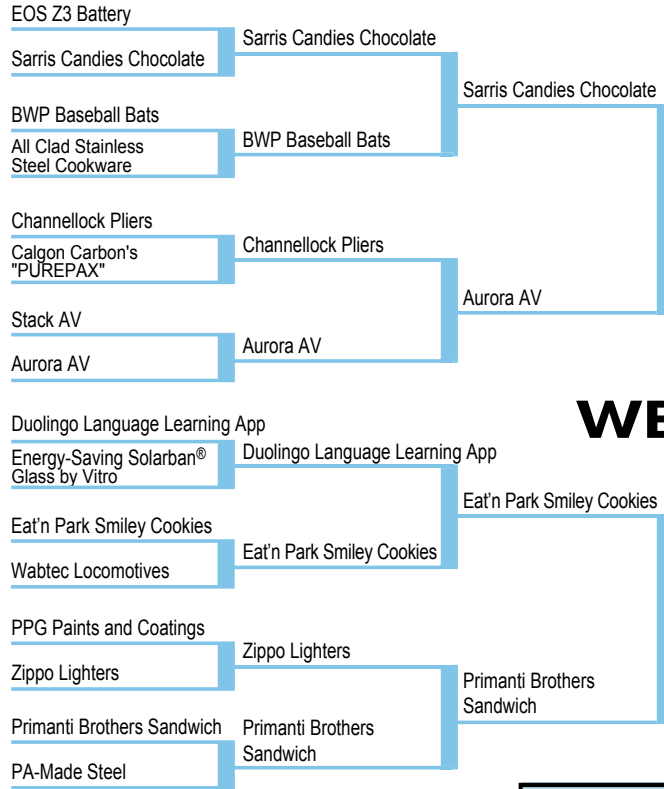 EOS Z3 Battery
Sarris Candies Chocolate
BWP Baseball Bats
All Clad Stainless
Steel Cookware
Channellock Pliers
Calgon Carbon's
"PUREPAX"
Stack AV
Aurora AV
Duolingo Language Learning App
Energy-Saving Solarban®
Glass by Vitro
Eat'n Park Smiley Cookies
Wabtec Locomotives
PPG Paints and Coatings
Zippo Lighters
Primanti Brothers Sandwich
PA-Made Steel
Sarris Candies Chocolate
BWP Baseball Bats
Channellock Pliers
Aurora AV
Duolingo Language Learning App
Eat'n Park Smiley Cookies
Zippo Lighters
Primanti Brothers
Sandwich
Sarris Candies Chocolate
Aurora AV
Eat'n Park Smiley Cookies
Primanti Brothers
Sandwich
WE